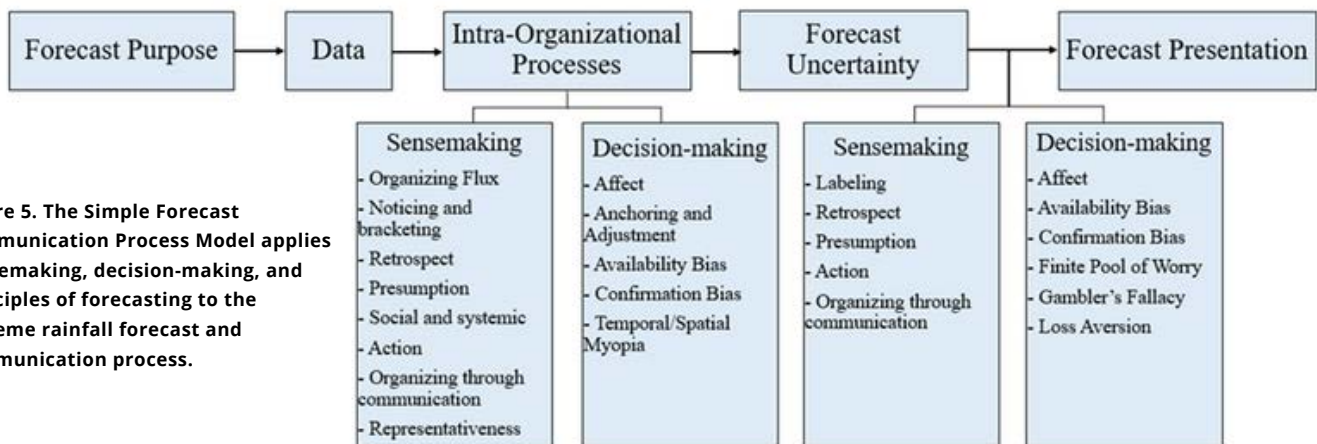 Forecast Purpose
Data
Intra-Organizational
Processes
Forecast
Uncertainty
Forecast Presentation
re 5. The Simple Forecast
munication Process Model applies
emaking, decision-making, and
ciples of forecasting to the
eme rainfall forecast and
munication process.
Sensemaking
- Organizing Flux
- Noticing and
bracketing
- Retrospect
- Presumption
- Social and systemic
- Action
- Organizing through
communication
- Representativeness
Decision-making
- Affect
- Anchoring and
Adjustment
- Availability Bias
- Confirmation Bias
- Temporal/Spatial
Myopia
Sensemaking
- Labeling
- Retrospect
- Presumption
- Action
- Organizing through
communication
Decision-making
- Affect
- Availability Bias
- Confirmation Bias
- Finite Pool of Worry
- Gambler's Fallacy
- Loss Aversion